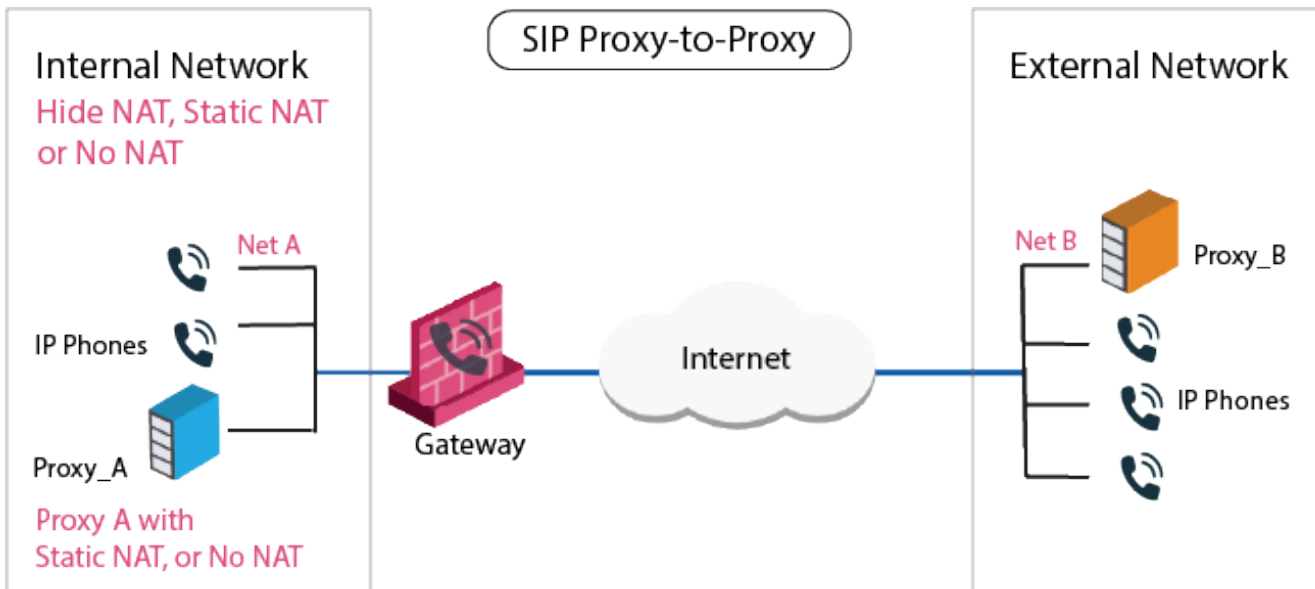 SIP Proxy-to-Proxy
Internal Network
Hide NAT, Static NAT
or No NAT
Net A
IP Phones
Proxy_A
Proxy A with
Static NAT, or No NAT
Gateway
Internet
External Network
Net B
Proxy_B
IP Phones